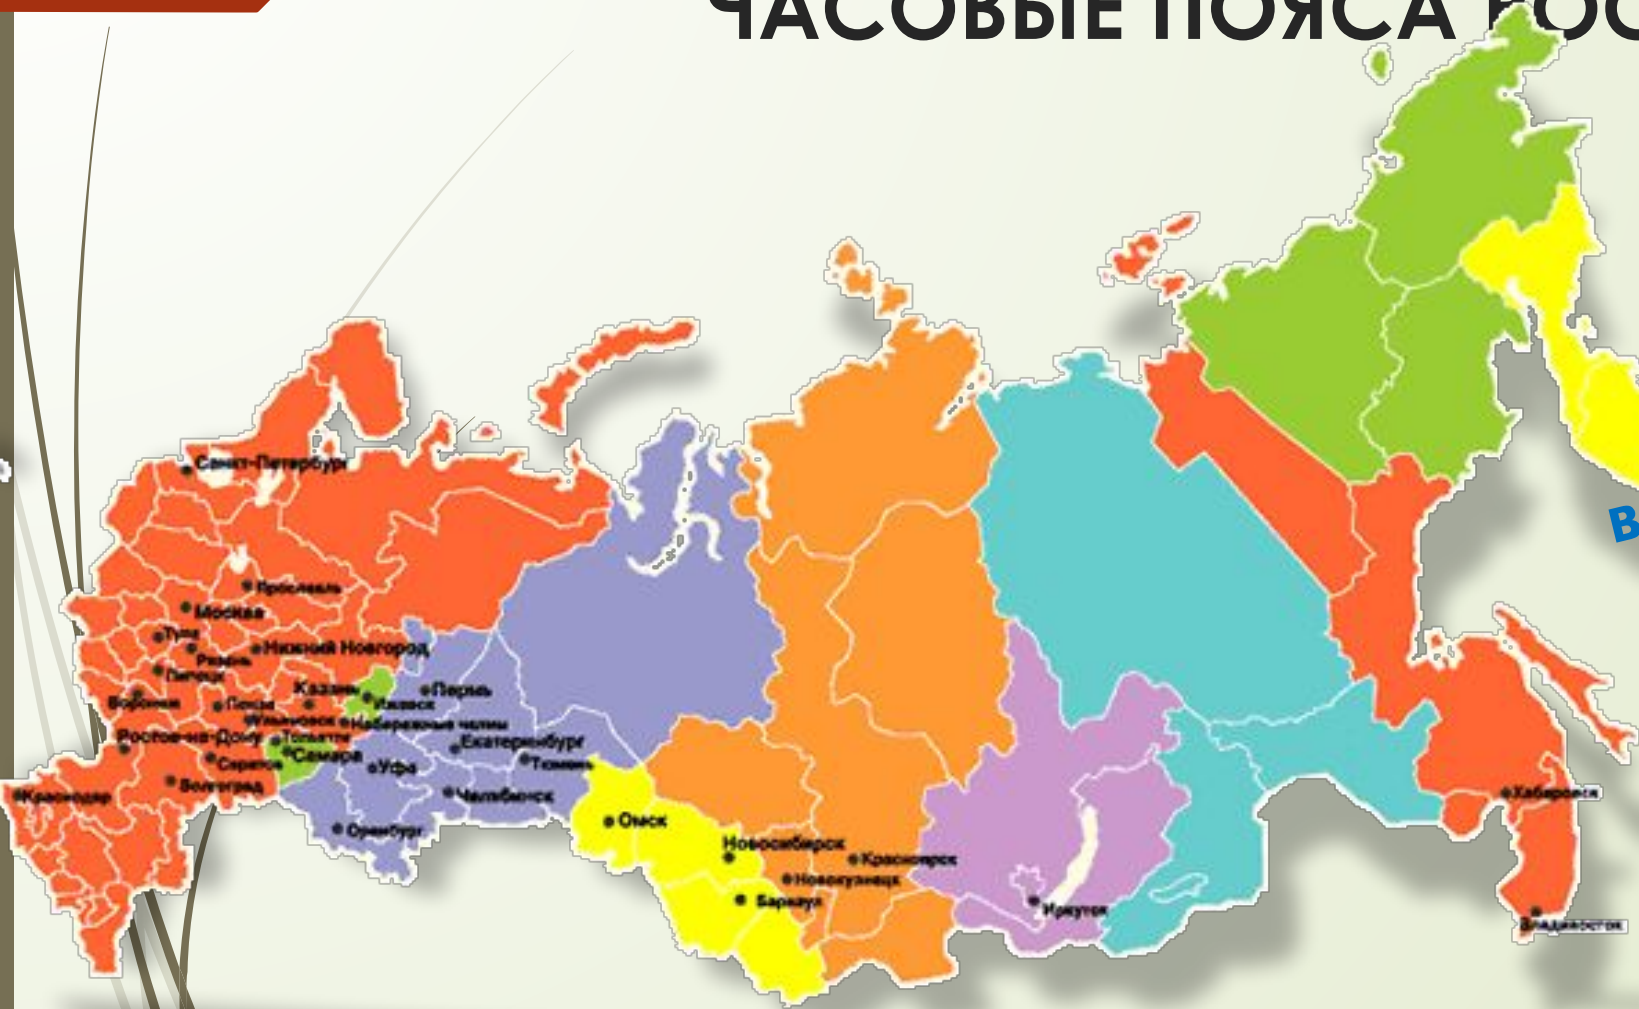 ЧАСОВЫЕ ПОЯСА РОС
Санкт-Петербург
Ярославль
Москва
Тула
Нижний Новгород
Рязань
Липецк
Казань
Пермь
Воронеж
Пенза
Ижевск
Ульяновск
Набережные челны
Ростов-на-Дону
Тольятти
Екатеринбург
Самара
Саратов
Уфа
Тюмень
Волгоград
Челябинск
Краснодар
Хабаровск
Омск
Оренбург
Новосибирск
Красноярск
Новокузнецк
Барнаул
Иркутск
Владивосток
В